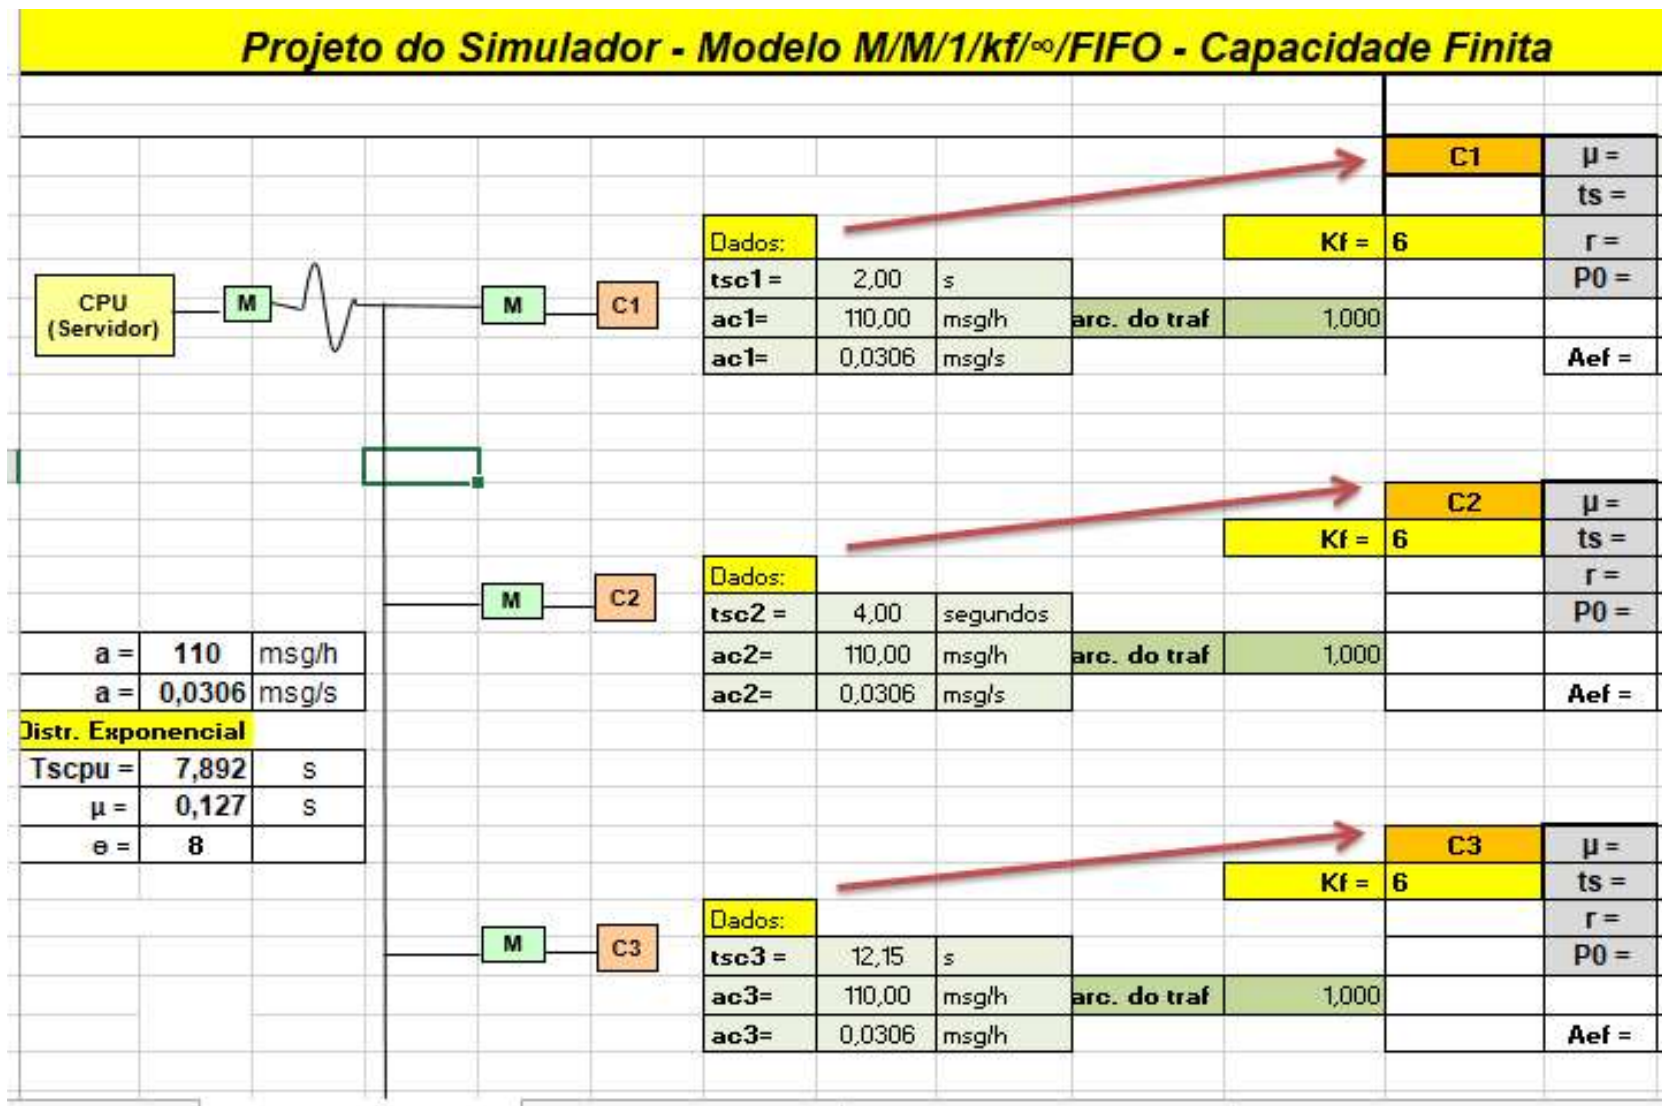 Projeto do Simulador - Modelo M/M/1/kf/∞/FIFO - Capacidade Finita
C1 μ =
ts =
Dados: Kf = 6 r =
tsc1 = 2,00 s P0 =
CPU
(Servidor)
M
M
C1
ac1= 110,00 msg/h arc. do traf 1,000
ac1= 0,0306 msg/s Aef =
C2 μ =
Kf = 6 ts =
Dados: r =
M
C2
tsc2 = 4,00 segundos P0 =
a = 110 msg/h
ac2= 110,00 msg/h arc. do traf 1,000
a = 0,0306 msg/s
ac2= 0,0306 msg/s Aef =
Distr. Exponencial
Tscpu = 7,892 s
μ = 0,127 s
ɵ = 8
C3 μ =
Kf = 6 ts =
Dados: r =
M
C3
tsc3 = 12,15 s P0 =
ac3= 110,00 msg/h arc. do traf 1,000
ac3= 0,0306 msg/h Aef =